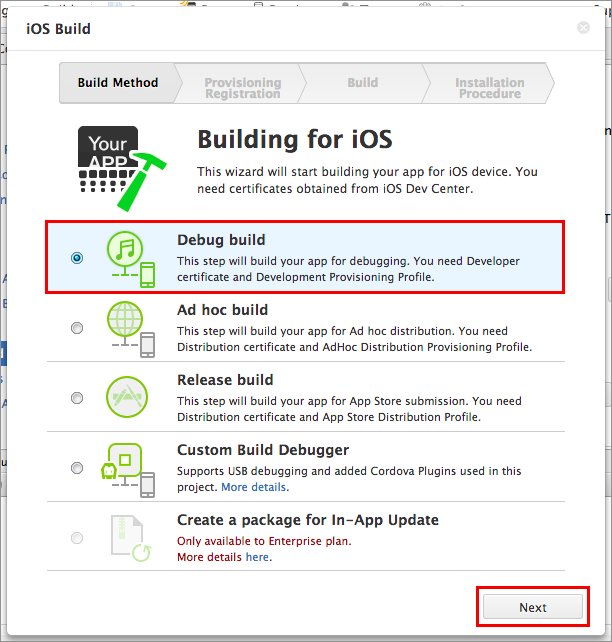 iOS Build
Build Method
Provisioning
Registration
Build
Installation
Procedure
Your
APP
Building for iOS
This wizard will start building your app for iOS device. You
need certificates obtained from iOS Dev Center.
Debug build
This step will build your app for debugging. You need Developer
certificate and Development Provisioning Profile.
Ad hoc build
This step will build your app for Ad hoc distribution. You need
Distribution certificate and AdHoc Distribution Provisioning Profile.
Release build
This step will build your app for App Store submission. You need
Distribution certificate and App Store Distribution Profile.
Custom Build Debugger
Supports USB debugging and added Cordova Plugins used in this
project. More details.
Create a package for In-App Update
Only available to Enterprise plan.
More details here.
Next